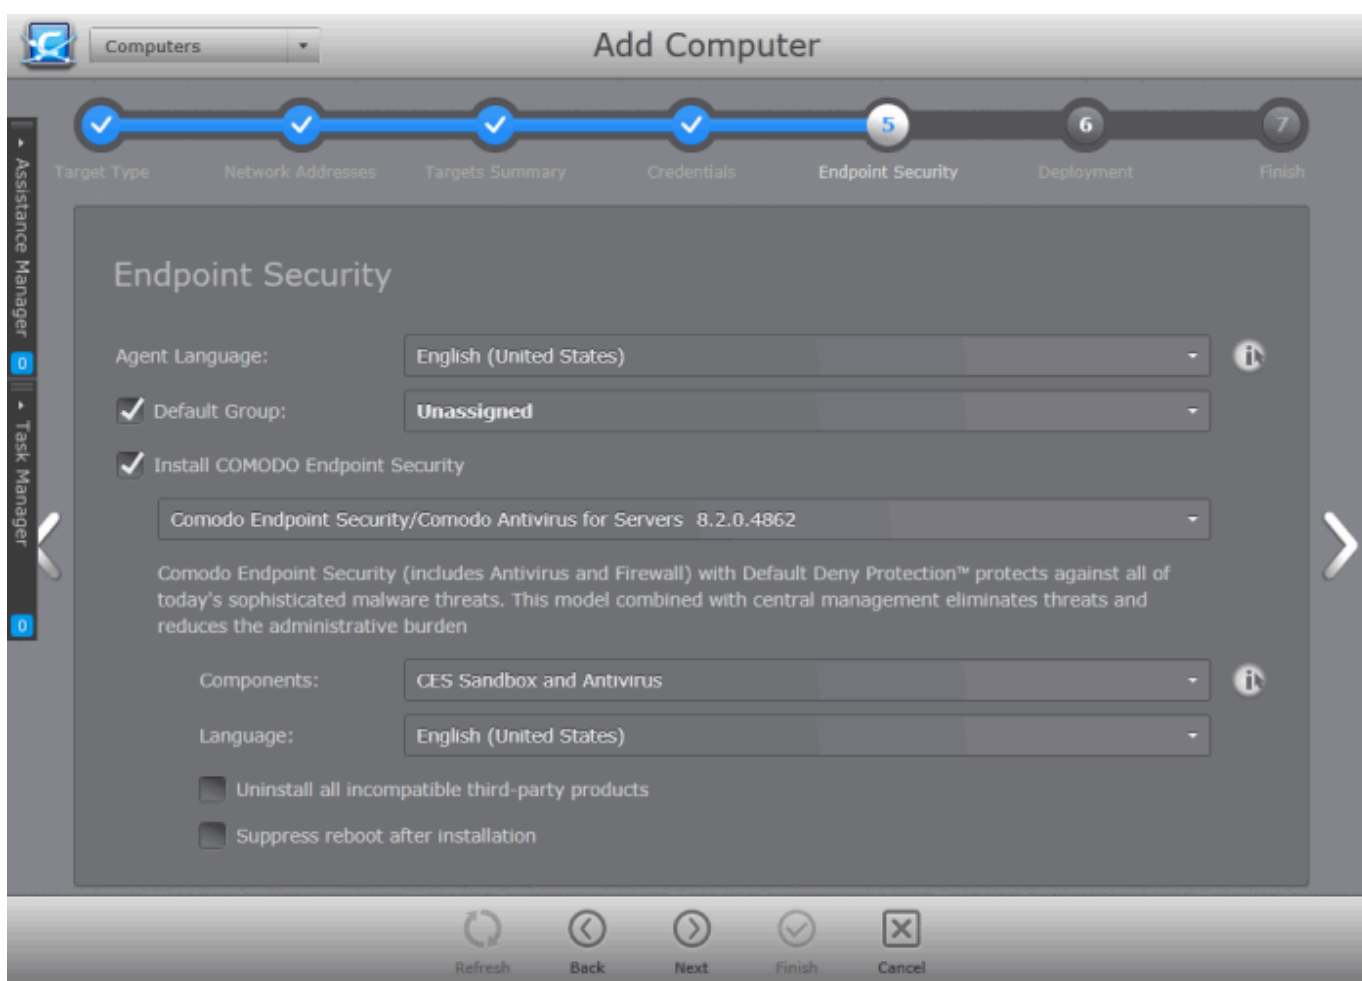 Computers
Add Computer
5
6
7
Target Type
Network Addresses
Targets Summary
Credentials
Endpoint Security
Deployment
Finish
Assistance Manager
0
Task Manager
0
Endpoint Security
Agent Language:
English (United States)
Default Group:
Unassigned
Install COMODO Endpoint Security
Comodo Endpoint Security/Comodo Antivirus for Servers 8.2.0.4862
Comodo Endpoint Security (includes Antivirus and Firewall) with Default Deny Protection™ protects against all of
today's sophisticated malware threats. This model combined with central management eliminates threats and
reduces the administrative burden
Components:
CES Sandbox and Antivirus
Language:
English (United States)
Uninstall all incompatible third-party products
Suppress reboot after installation
Refresh
Back
Next
Finish
Cancel